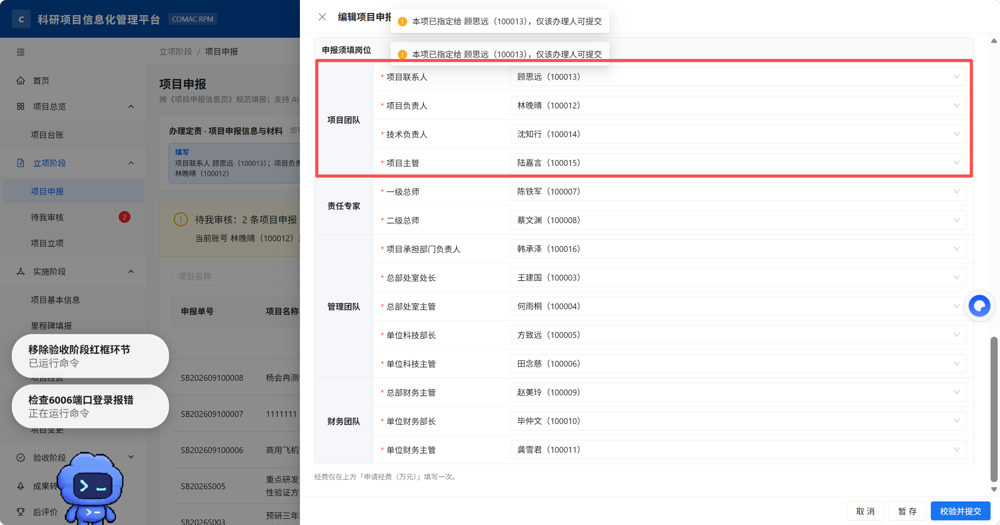 C 科研项目信息化管理平台 COMAC RPM
首页
项目总览
项目台账
立项阶段
项目申报
待我审核 2
项目立项
实施阶段
项目基本信息
里程碑填报
移除验收阶段红框环节
已运行命令
项目经费
检查6006端口登录报错
正在运行命令
项目变更
验收阶段
成果转
后评价
立项阶段 / 项目申报
项目申报
按《项目申报信息页》规范填报；支持 AI
办理定责 · 项目申报信息与材料
填写
项目联系人 顾思远（100013）；项目负责
林晚晴（100012）
待我审核：2 条项目申报
当前账号 林晚晴（100012）
项目名称
申报单号 项目名称
SB202609100008 杨会冉测
SB202609100007 1111111
SB202609100006 商用飞机
SB2026S005 重点研发
性验证方
SB2026S003 预研三年
编辑项目申报
本项已指定给 顾思远（100013），仅该办理人可提交
本项已指定给 顾思远（100013），仅该办理人可提交
申报须填岗位
项目团队
* 项目联系人 顾思远（100013）
* 项目负责人 林晚晴（100012）
* 技术负责人 沈知行（100014）
* 项目主管 陆嘉言（100015）
责任专家
* 一级总师 陈铁军（100007）
* 二级总师 蔡文渊（100008）
管理团队
* 项目承担部门负责人 韩承泽（100016）
* 总部处室处长 王建国（100003）
* 总部处室主管 何雨桐（100004）
* 单位科技部长 方致远（100005）
* 单位科技主管 田念慈（100006）
财务团队
* 总部财务主管 赵美玲（100009）
* 单位财务部长 毕仲文（100010）
* 单位财务主管 龚雪君（100011）
经费仅在上方「申请经费（万元）」填写一次。
取 消 暂 存 校验并提交